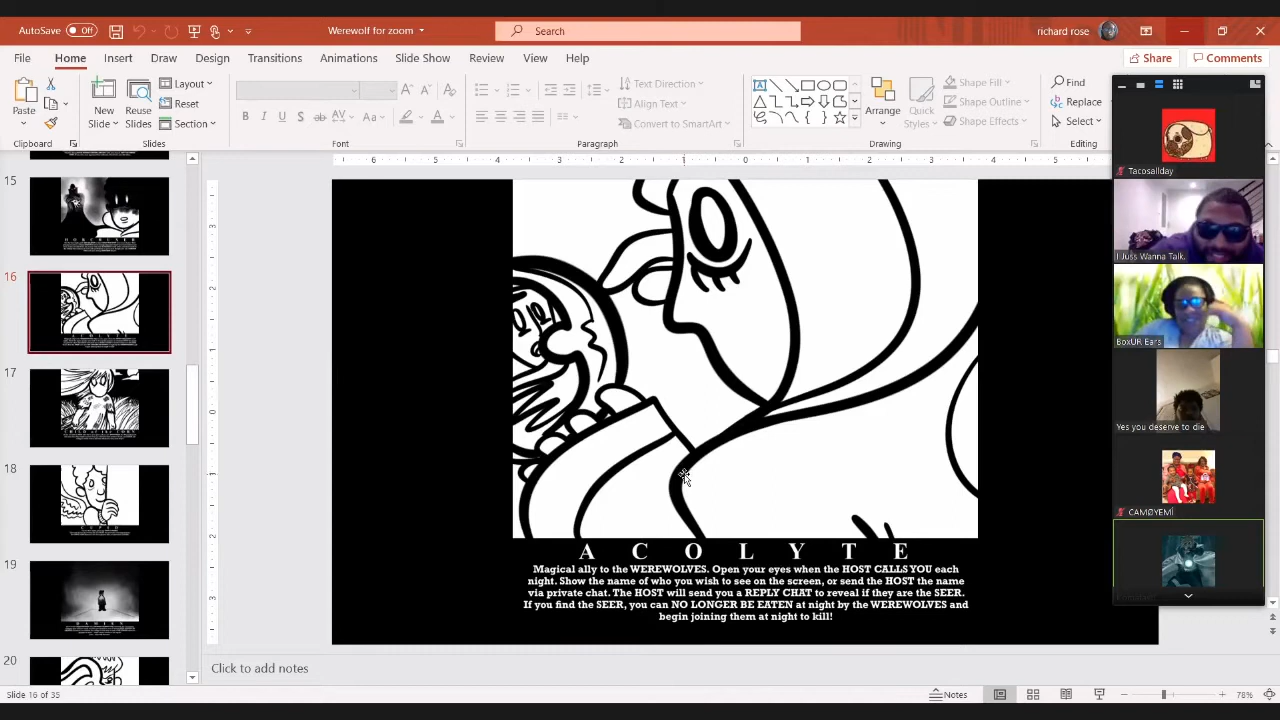 AutoSave Off Werewolf for zoom Search richard rose
File Home Insert Draw Design Transitions Animations Slide Show Review View Help Share Comments
Paste New Slide Reuse Slides Layout Reset Section
Text Direction Align Text Convert to SmartArt
Arrange Quick Styles Shape Fill Shape Outline Shape Effects
Find Replace Select
Clipboard Slides Font Paragraph Drawing Editing
Tacosallday
I Juss Wanna Talk.
BoxUR Ears
Yes you deserve to die
CAMØYEMÍ
15
16
17
18
19
20
CHILD of the CORN
CUPID
DAMIEN
ACOLYTE
Magical ally to the WEREWOLVES. Open your eyes when the HOST CALLS YOU each
night. Show the name of who you wish to see on the screen, or send the HOST the name
via private chat. The HOST will send you a REPLY CHAT to reveal if they are the SEER.
If you find the SEER, you can NO LONGER BE EATEN at night by the WEREWOLVES and
begin joining them at night to kill!
Click to add notes
Slide 16 of 35 Notes 78%